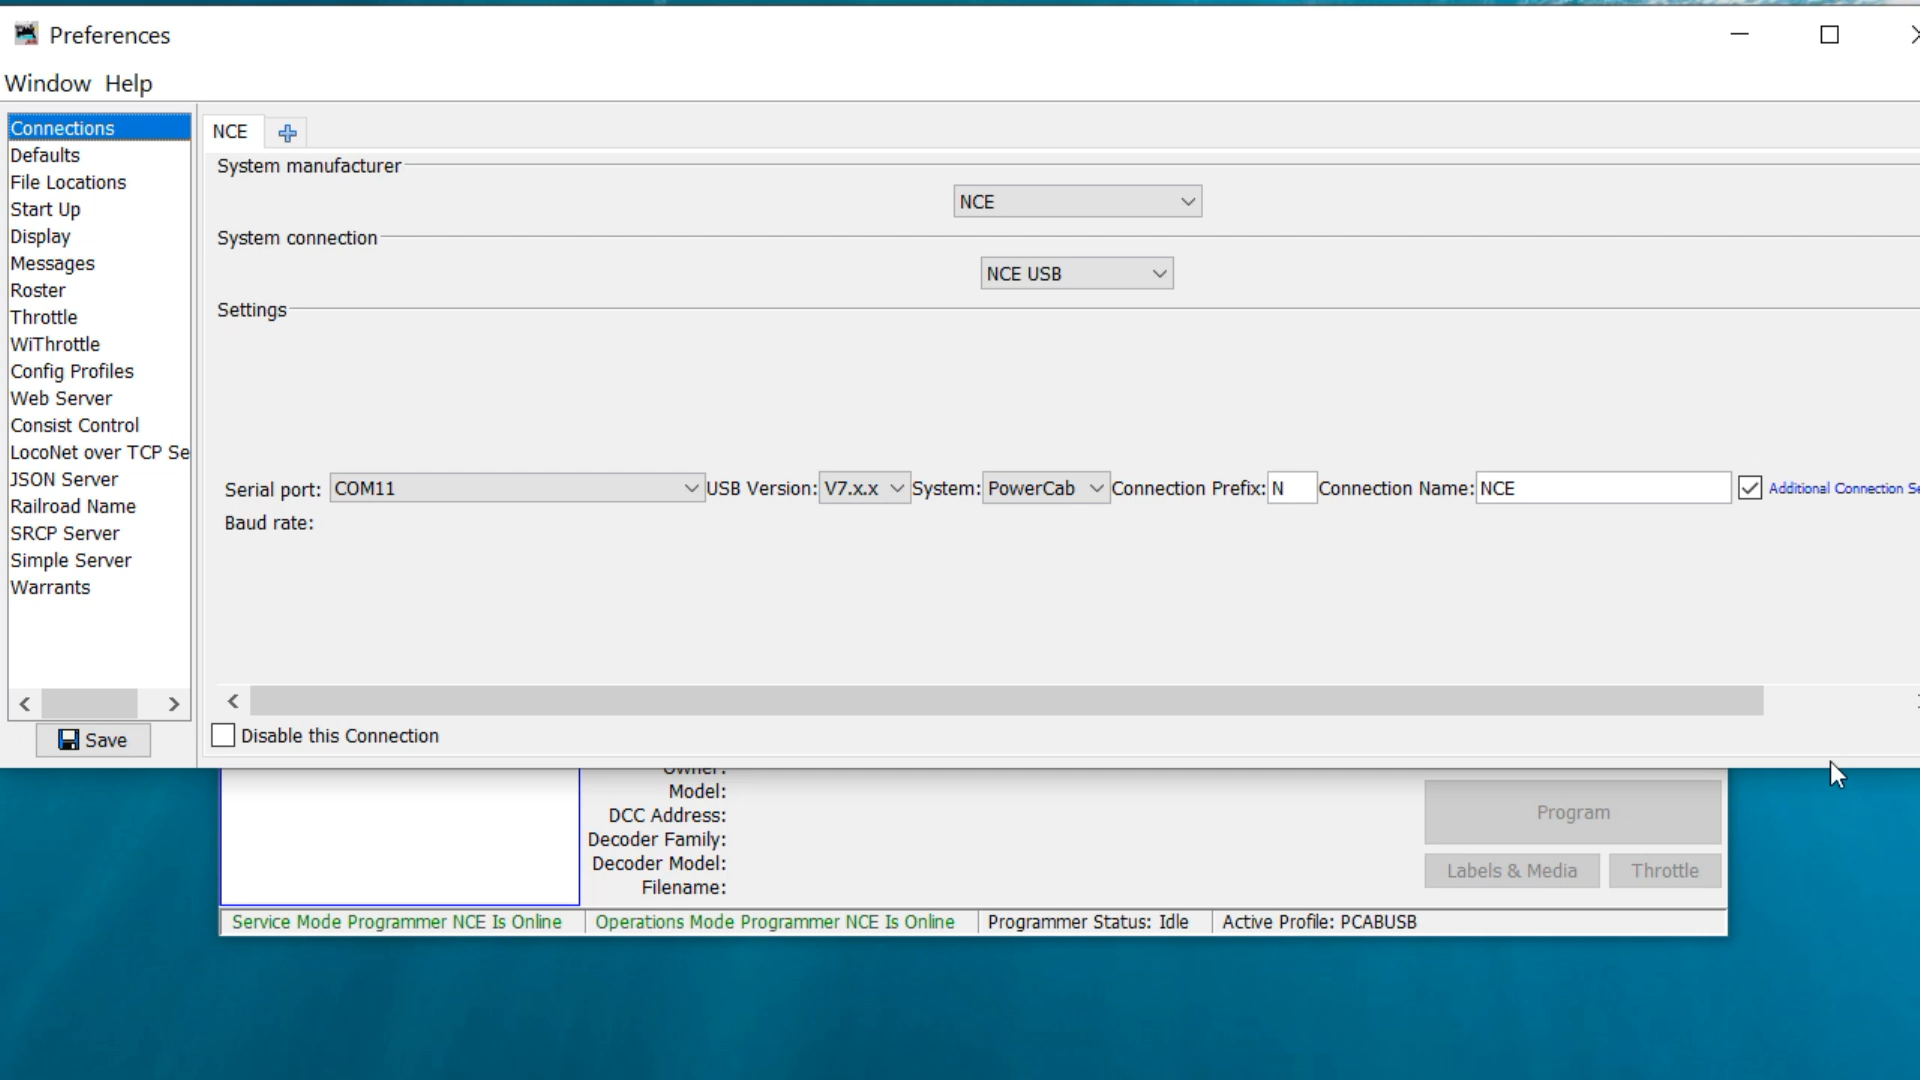 Preferences
Window Help
Connections
Defaults
File Locations
Start Up
Display
Messages
Roster
Throttle
WiThrottle
Config Profiles
Web Server
Consist Control
LocoNet over TCP Se
JSON Server
Railroad Name
SRCP Server
Simple Server
Warrants
Save
NCE
System manufacturer
NCE
System connection
NCE USB
Settings
Serial port: COM11 USB Version: V7.x.x System: PowerCab Connection Prefix: N Connection Name: NCE Additional Connection Se
Baud rate:
Disable this Connection
Owner:
Model:
DCC Address:
Decoder Family:
Decoder Model:
Filename:
Program
Labels & Media Throttle
Service Mode Programmer NCE Is Online Operations Mode Programmer NCE Is Online Programmer Status: Idle Active Profile: PCABUSB